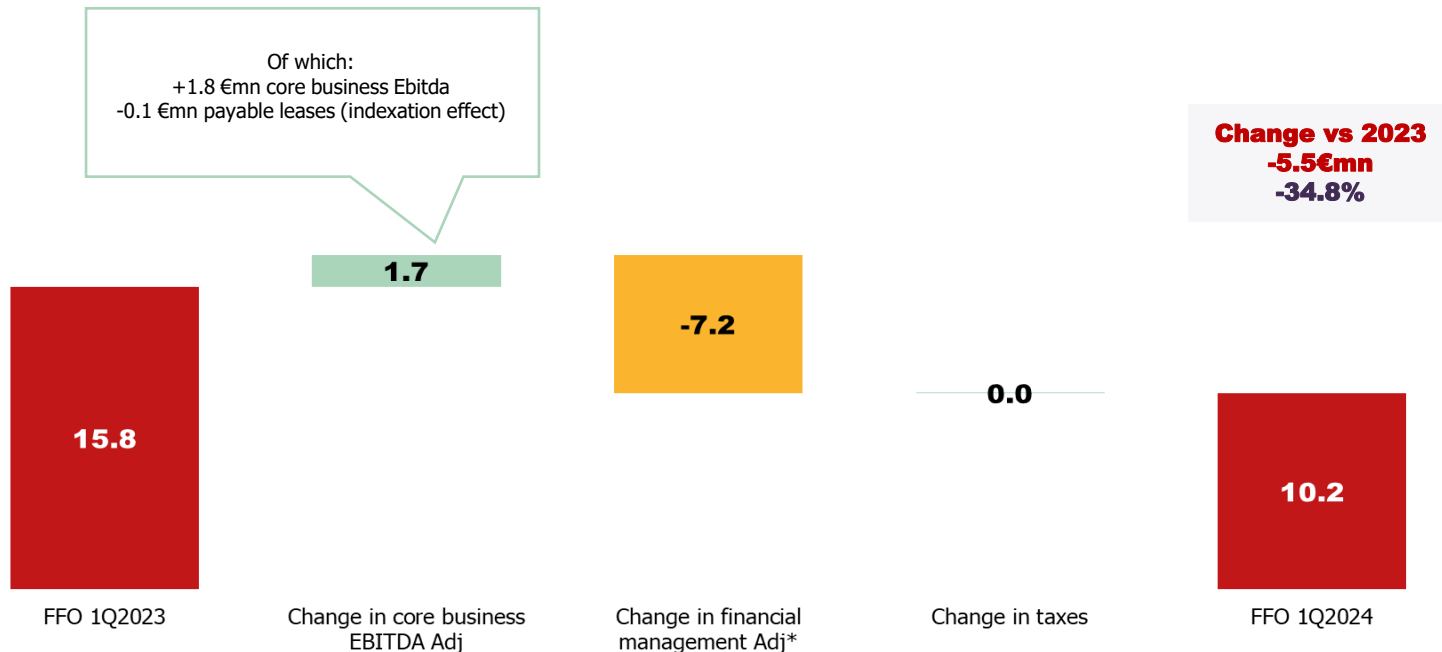 Of which:
+1.8 €mn core business Ebitda
-0.1 €mn payable leases (indexation effect)
Change vs 2023
-5.5€mn
-34.8%
1.7
-7.2
0.0
15.8
10.2
FFO 1Q2023
Change in core business
EBITDA Adj
Change in financial
management Adj*
Change in taxes
FFO 1Q2024